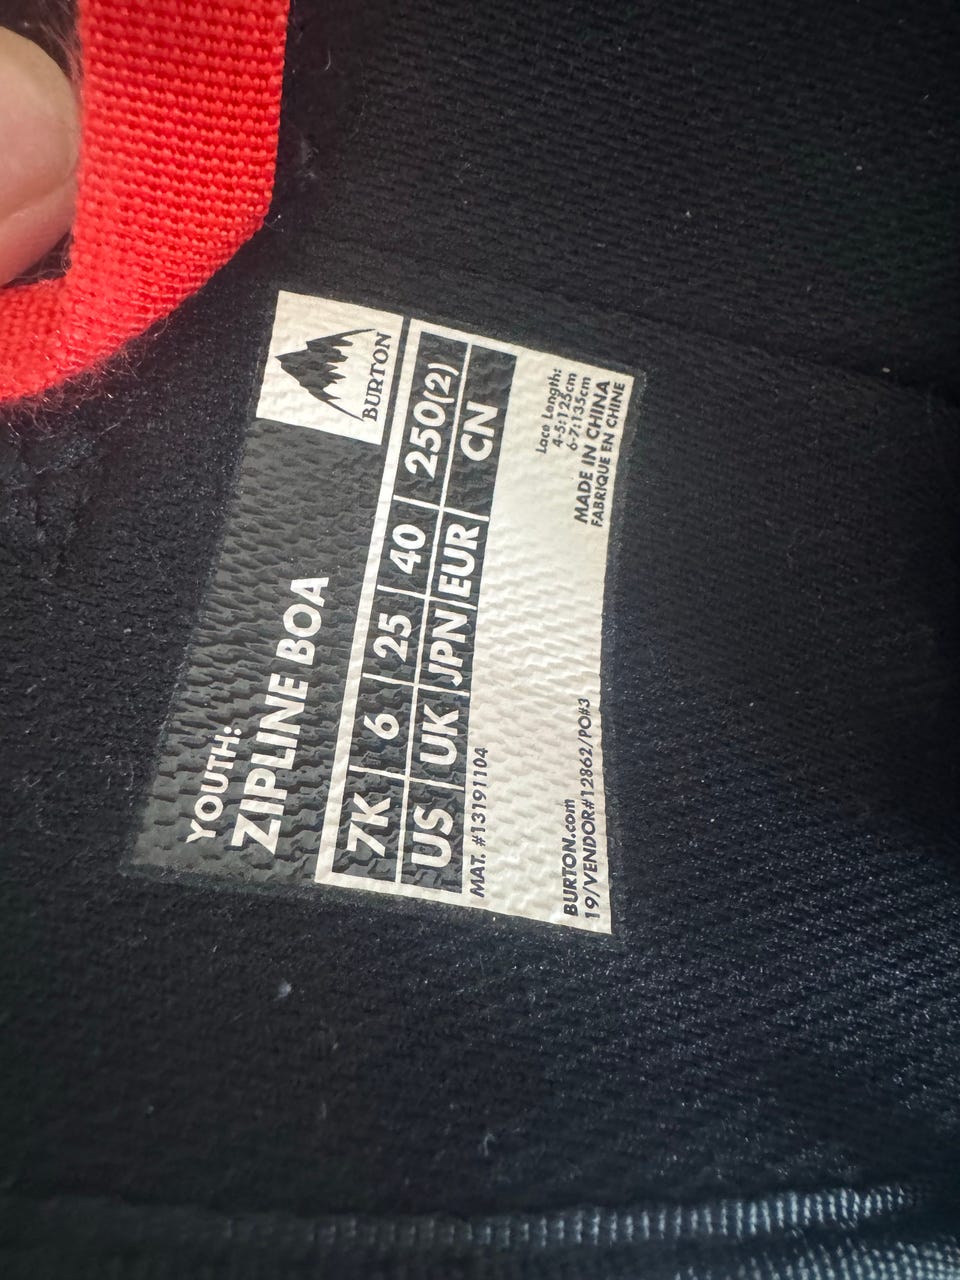 BURTON
YOUTH:
ZIPLINE BOA
7K | 6 | 25 | 40 | 250(2)
US | UK | JPN | EUR | CN
MAT. #13191104
Lace Length:
4-5:125cm
6-7:135cm
MADE IN CHINA
FABRIQUE EN CHINE
BURTON.com
19/VENDOR#12862/PO#3